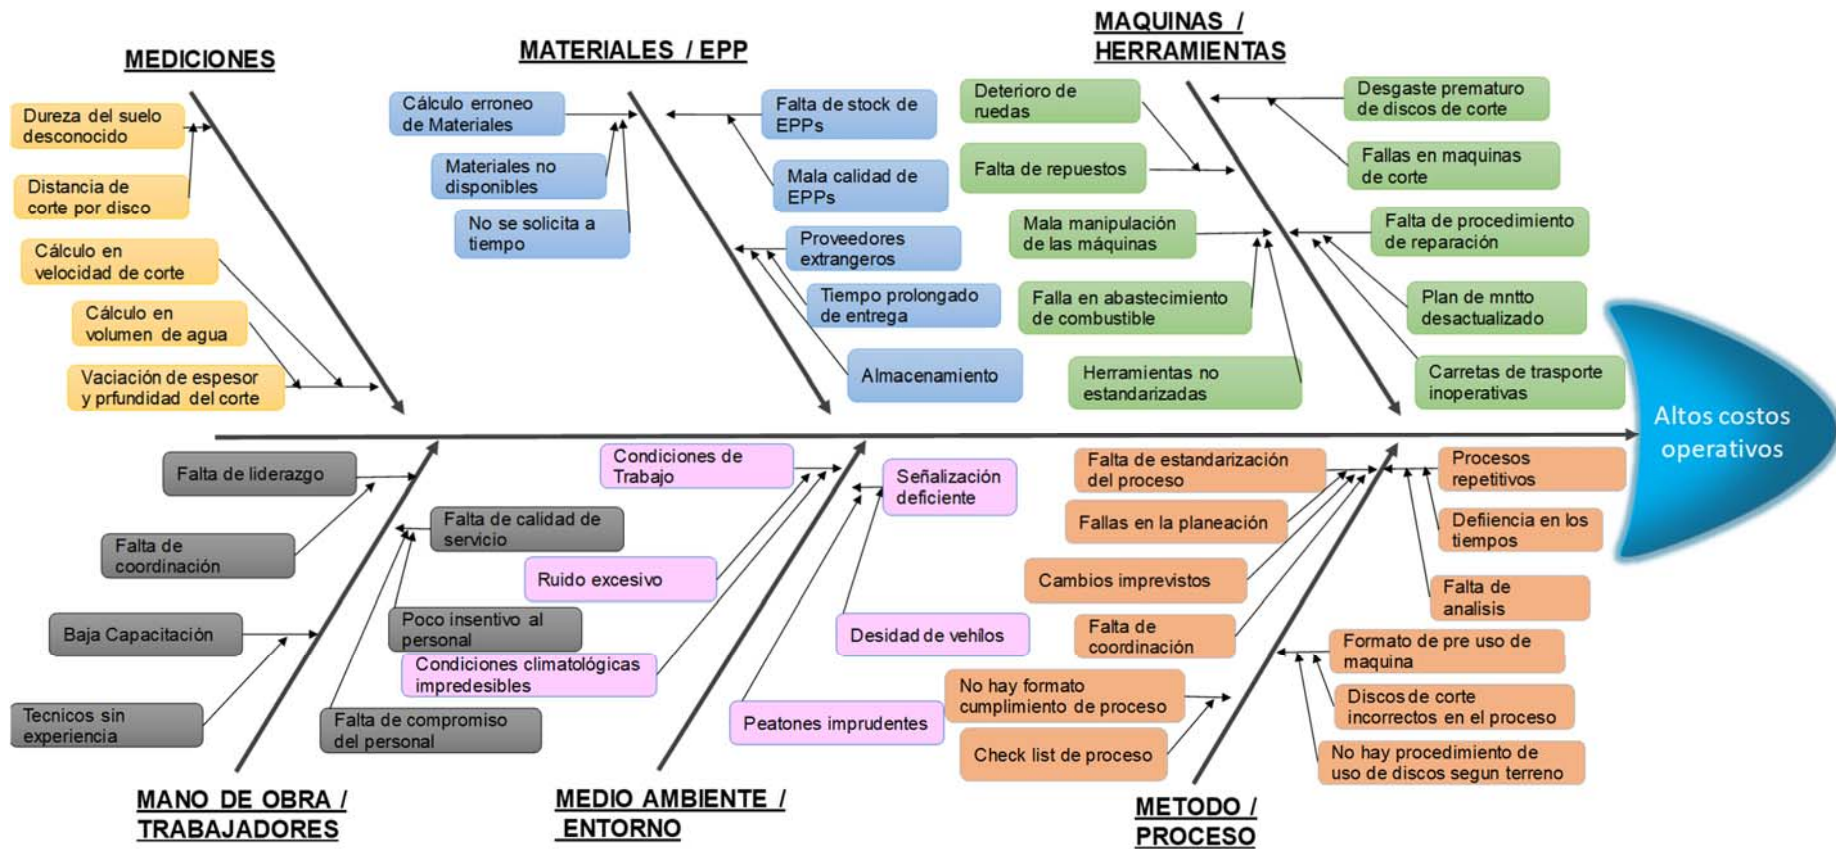 MEDICIONES
Dureza del suelo
desconocido
Distancia de
corte por disco
Cálculo en
velocidad de corte
Cálculo en
volumen de agua
Vaciación de espesor
y prfundidad del corte
MATERIALES / EPP
Cálculo erroneo
de Materiales
Materiales no
disponibles
No se solicita a
tiempo
Falta de stock de
EPPs
Mala calidad de
EPPs
Proveedores
extrangeros
Tiempo prolongado
de entrega
Almacenamiento
MAQUINAS /
HERRAMIENTAS
Deterioro de
ruedas
Falta de repuestos
Mala manipulación
de las máquinas
Falla en abastecimiento
de combustible
Herramientas no
estandarizadas
Desgaste prematuro
de discos de corte
Fallas en maquinas
de corte
Falta de procedimiento
de reparación
Plan de mntto
desactualizado
Carretas de trasporte
inoperativas
Altos costos
operativos
Falta de liderazgo
Falta de
coordinación
Baja Capacitación
Tecnicos sin
experiencia
Falta de calidad de
servicio
Poco insentivo al
personal
Falta de compromiso
del personal
MANO DE OBRA /
TRABAJADORES
Condiciones de
Trabajo
Ruido excesivo
Condiciones climatológicas
impredesibles
Señalización
deficiente
Desidad de vehílos
Peatones imprudentes
MEDIO AMBIENTE /
ENTORNO
Falta de estandarización
del proceso
Fallas en la planeación
Cambios imprevistos
Falta de
coordinación
No hay formato
cumplimiento de proceso
Check list de proceso
Procesos
repetitivos
Defiiencia en los
tiempos
Falta de
analisis
Formato de pre uso de
maquina
Discos de corte
incorrectos en el proceso
No hay procedimiento de
uso de discos segun terreno
METODO /
PROCESO